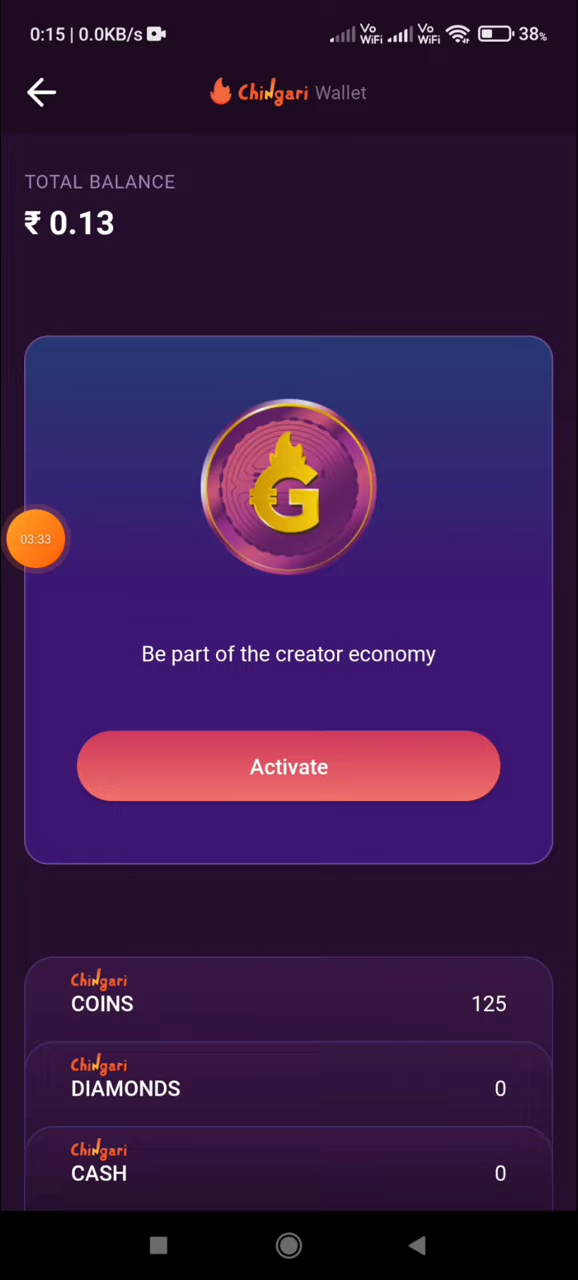 0:15 | 0.0KB/s Vo WiFi Vo WiFi 38%
Chingari Wallet
TOTAL BALANCE
₹ 0.13
G
03:33
Be part of the creator economy
Activate
Chingari
COINS 125
Chingari
DIAMONDS 0
Chingari
CASH 0